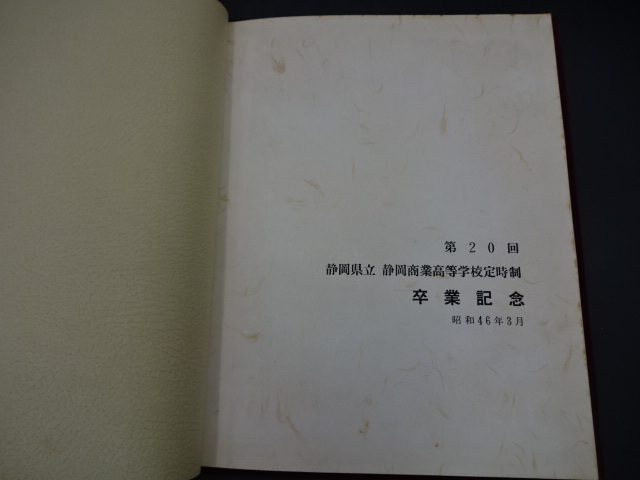 第20回
静岡県立 静岡商業高等学校定時制
卒業記念
昭和46年3月